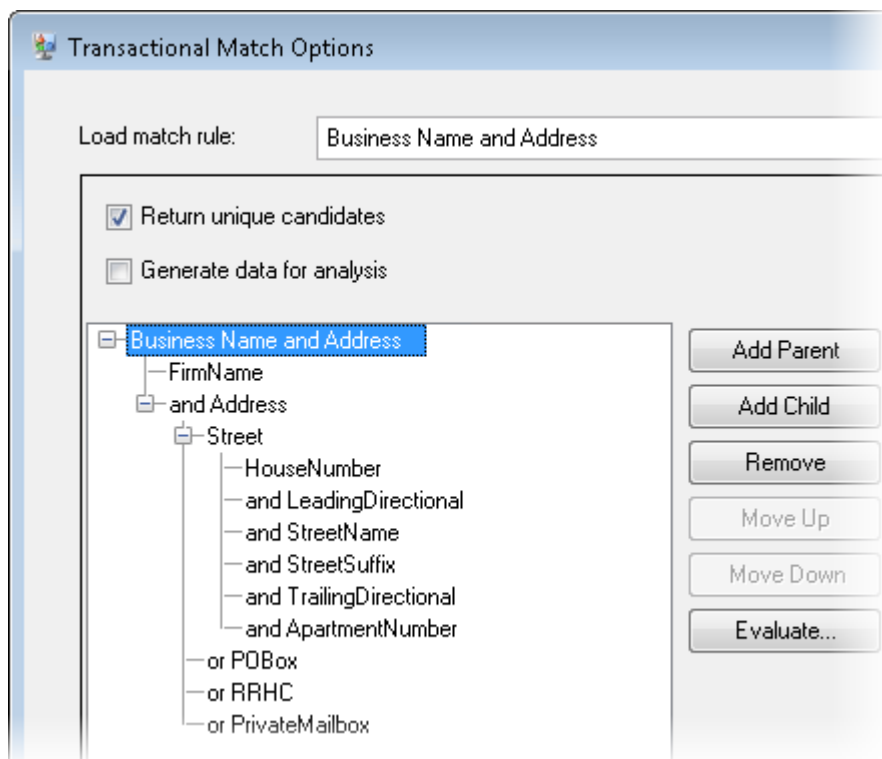 Transactional Match Options
Load match rule: Business Name and Address
Return unique candidates
Generate data for analysis
Business Name and Address
FirmName
and Address
Street
HouseNumber
and LeadingDirectional
and StreetName
and StreetSuffix
and TrailingDirectional
and ApartmentNumber
or POBox
or RRHC
or PrivateMailbox
Add Parent
Add Child
Remove
Move Up
Move Down
Evaluate...